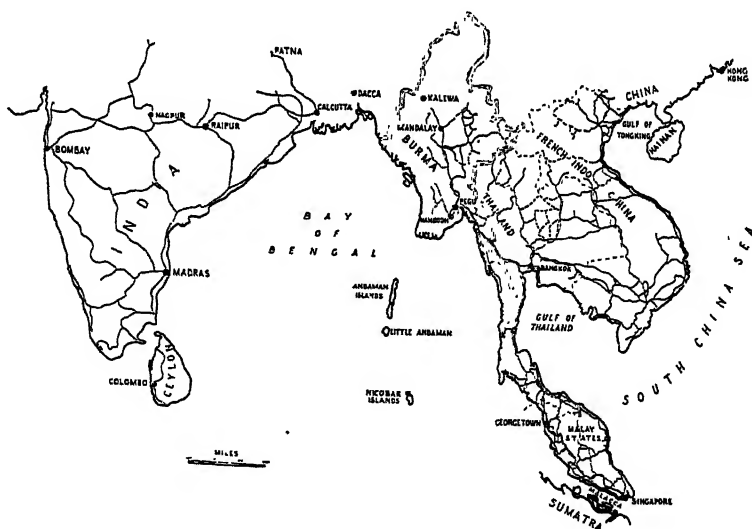 PATNA
NAGPUR
RAIPUR
CALCUTTA
DACCA
BOMBAY
INDIA
MADRAS
COLOMBO
CEYLON
BAY
OF
BENGAL
KALEWA
MANDALAY
BURMA
PEGU
RANGOON
ANDAMAN
ISLANDS
LITTLE ANDAMAN
NICOBAR
ISLANDS
THAILAND
BANGKOK
GULF OF
THAILAND
FRENCH INDO
CHINA
CHINA
HONG
KONG
GULF OF
TONGKING
HAINAN
SOUTH CHINA SEA
GEORGETOWN
MALAY
STATES
MALACCA
SINGAPORE
SUMATRA
MILES